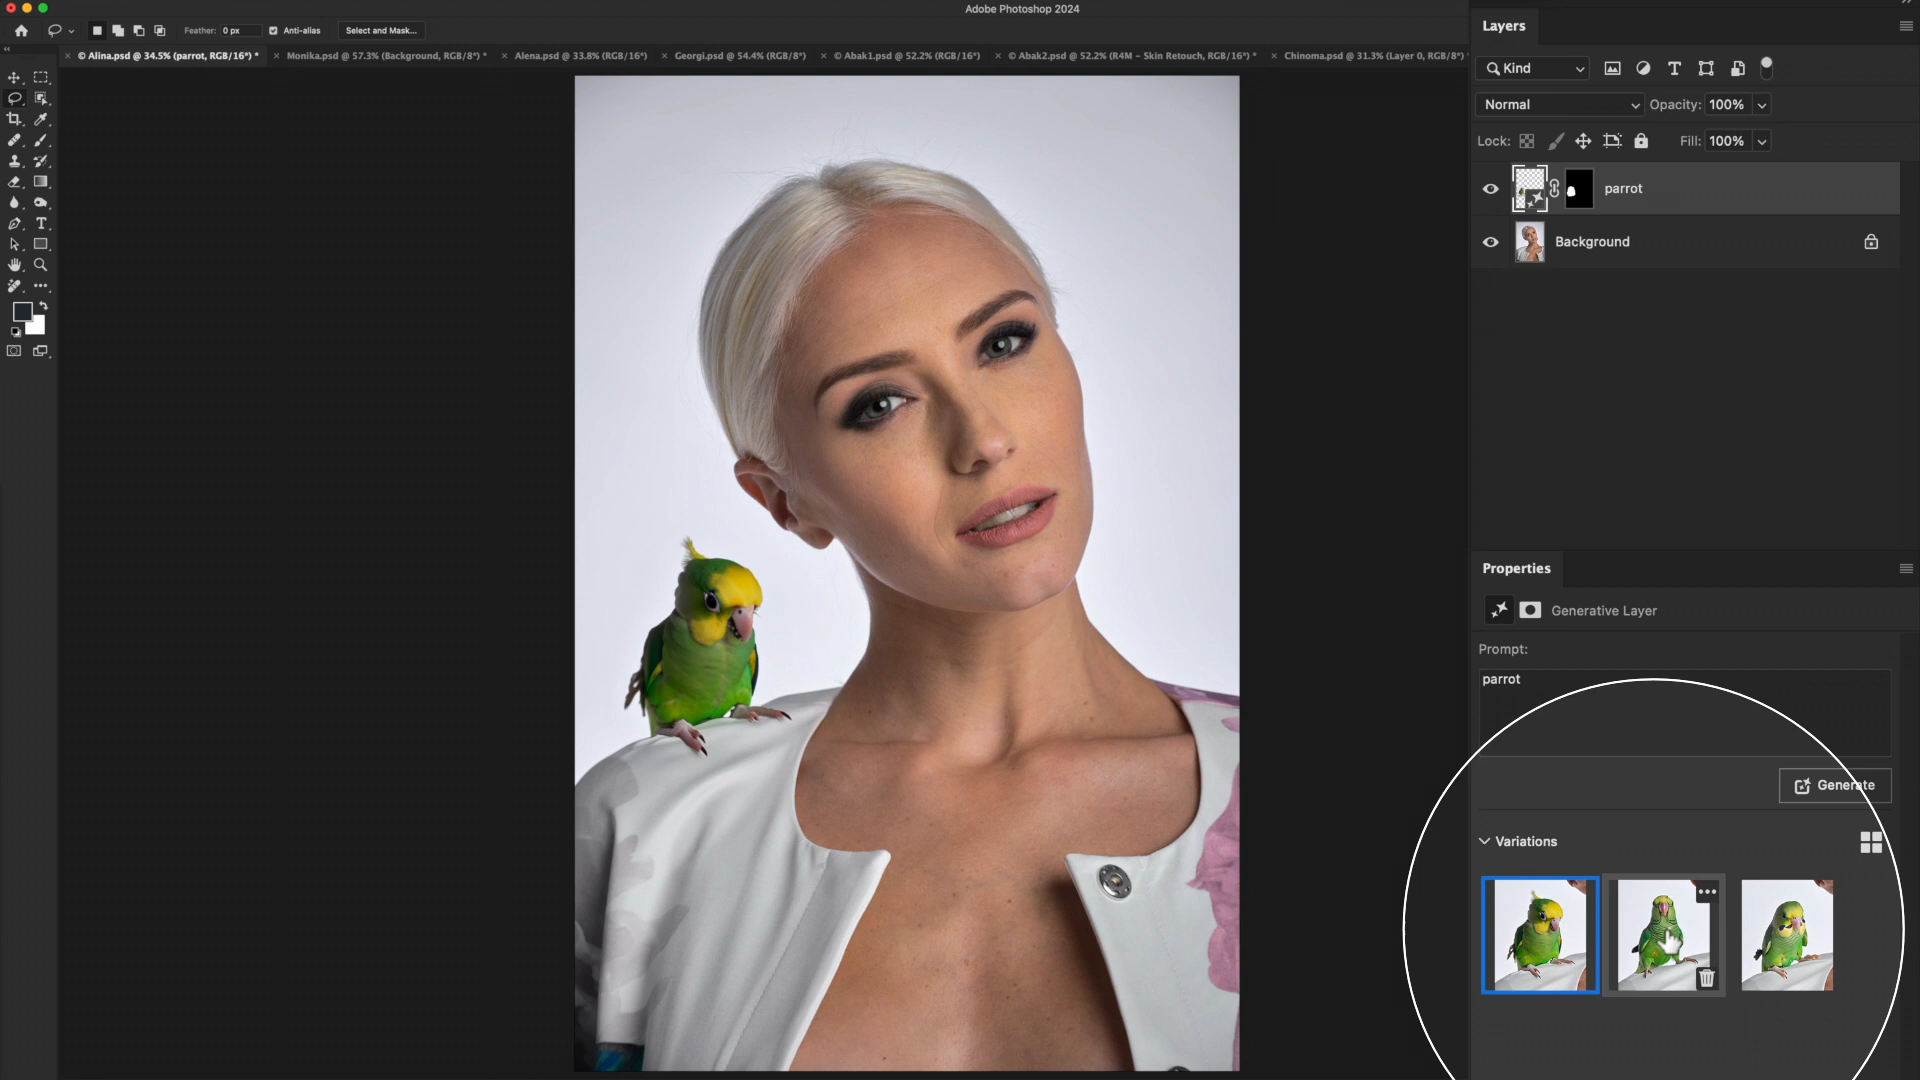 Adobe Photoshop 2024
Feather: 0 px Anti-alias Select and Mask...
× © Alina.psd @ 34.5% (parrot, RGB/16*) * × Monika.psd @ 57.3% (Background, RGB/8*) * × Alena.psd @ 33.8% (RGB/16*) × Georgi.psd @ 54.4% (RGB/8*) × © Abak1.psd @ 52.2% (RGB/16*) × © Abak2.psd @ 52.2% (R4M - Skin Retouch, RGB/16*) * × Chinoma.psd @ 31.3% (Layer 0, RGB/8*) *
Layers
Kind
Normal Opacity: 100%
Lock: Fill: 100%
parrot
Background
Properties
Generative Layer
Prompt:
parrot
Generate
Variations